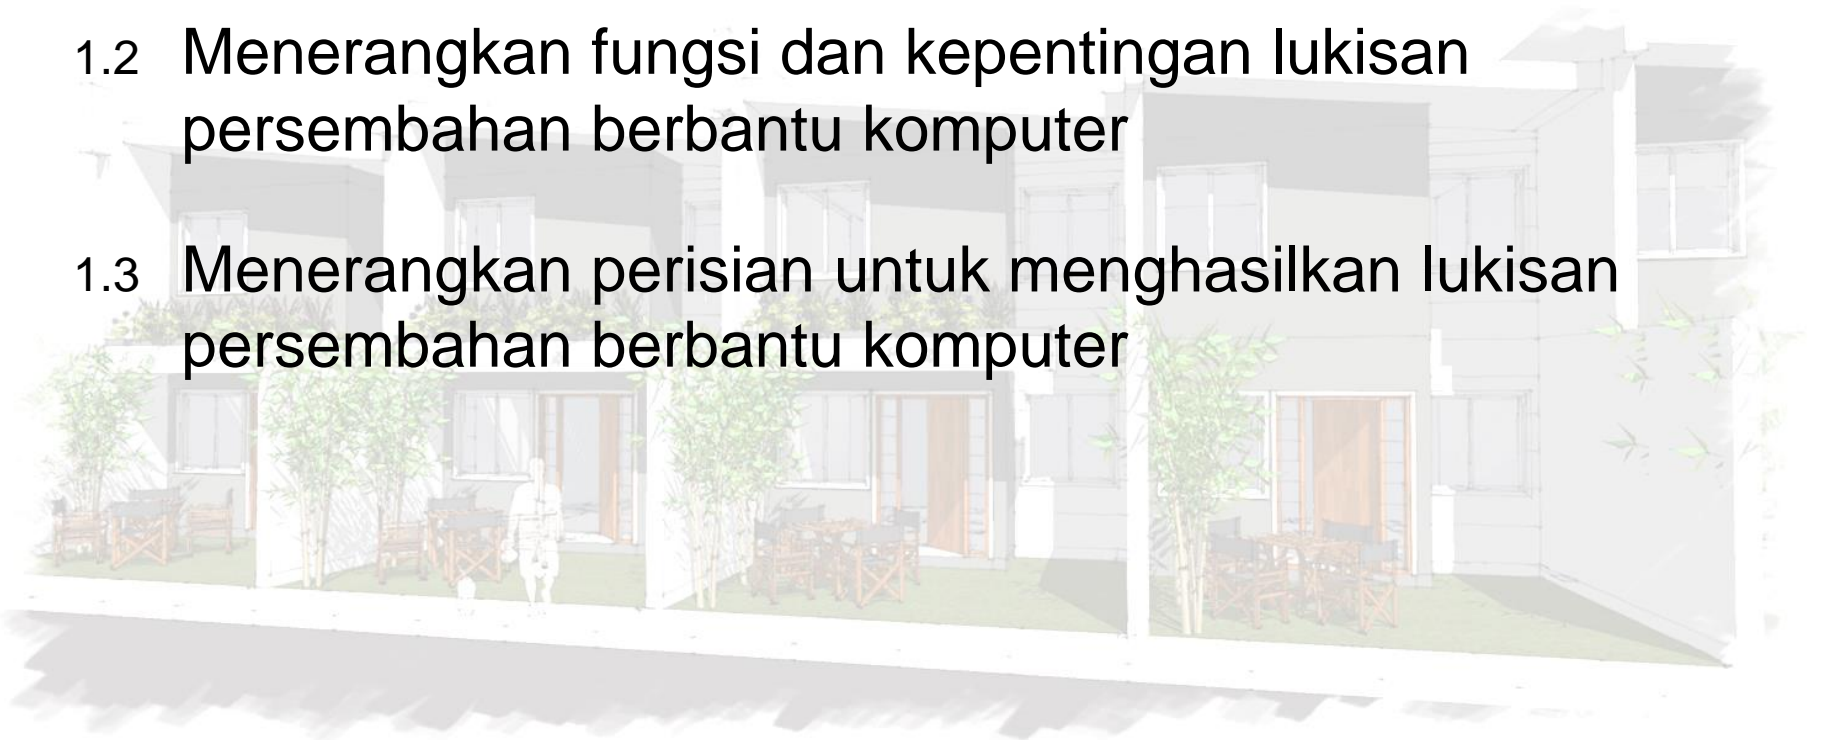 1.2 Menerangkan fungsi dan kepentingan lukisan
persembahan berbantu komputer
1.3 Menerangkan perisian untuk menghasilkan lukisan
persembahan berbantu komputer